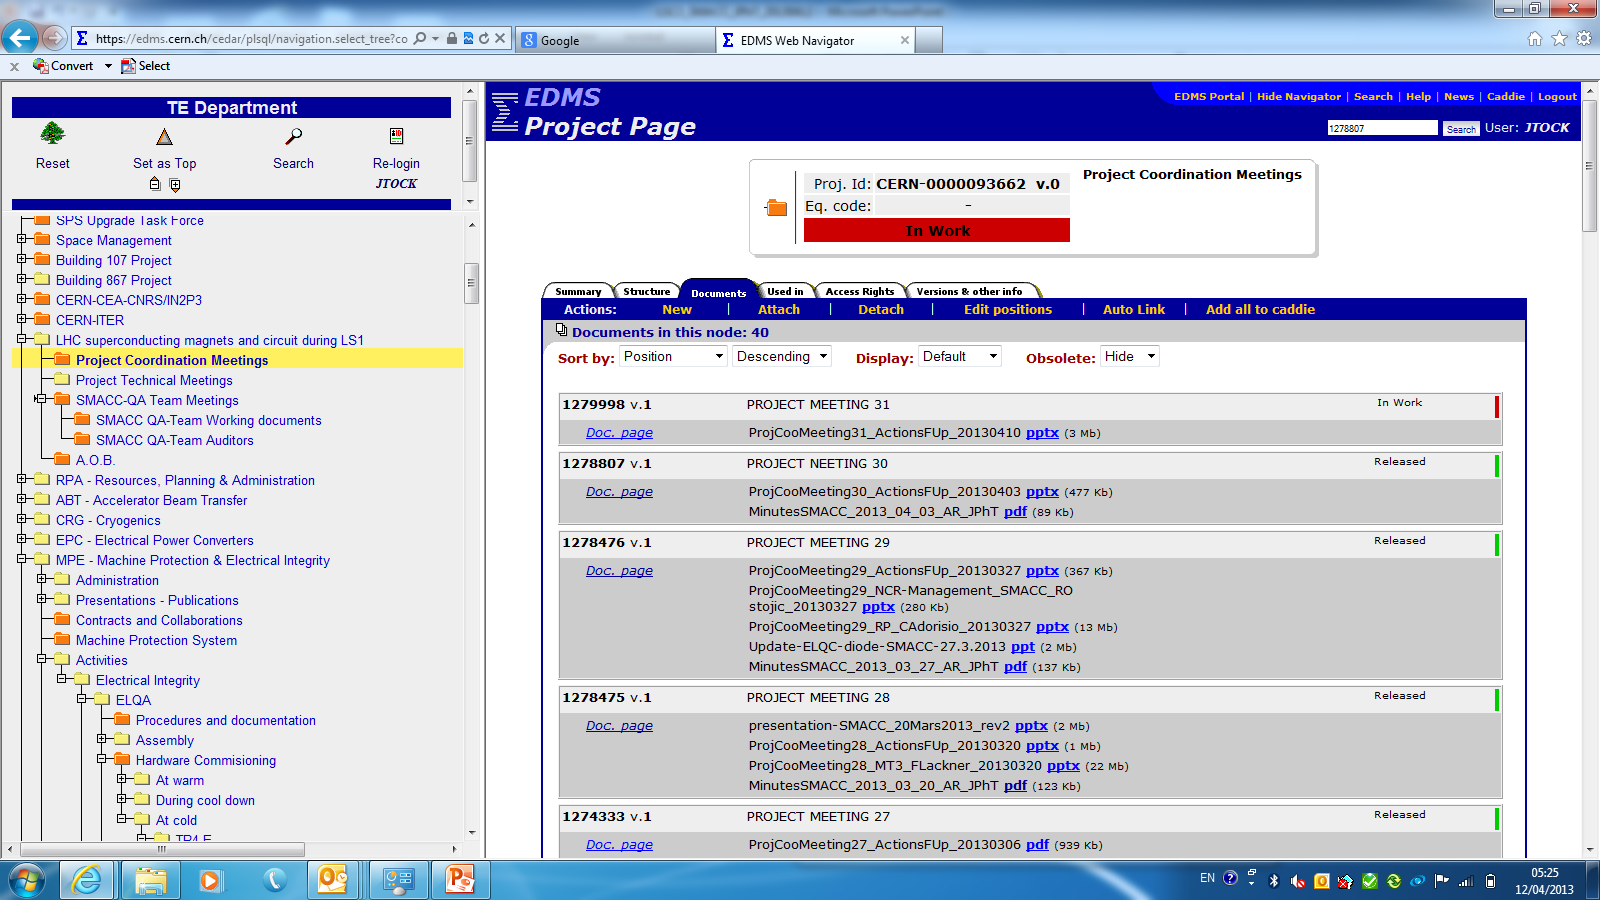 https://edms.cern.ch/cedar/plsql/navigation.select_tree?co
Google
EDMS Web Navigator
x Convert Select
TE Department
Reset
Set as Top
Search
Re-login
JTOCK
SPS Upgrade Task Force
Space Management
Building 107 Project
Building 867 Project
CERN-CEA-CNRS/IN2P3
CERN-ITER
LHC superconducting magnets and circuit during LS1
Project Coordination Meetings
Project Technical Meetings
SMACC-QA Team Meetings
SMACC QA-Team Working documents
SMACC QA-Team Auditors
A.O.B.
RPA - Resources, Planning & Administration
ABT - Accelerator Beam Transfer
CRG - Cryogenics
EPC - Electrical Power Converters
MPE - Machine Protection & Electrical Integrity
Administration
Presentations - Publications
Contracts and Collaborations
Machine Protection System
Activities
Electrical Integrity
ELQA
Procedures and documentation
Assembly
Hardware Commisioning
At warm
During cool down
At cold
EDMS
Project Page
EDMS Portal | Hide Navigator | Search | Help | News | Caddie | Logout
1278807 Search User: JTOCK
Proj. Id: CERN-0000093662 v.0
Eq. code: -
In Work
Project Coordination Meetings
Summary Structure Documents Used in Access Rights Versions & other info
Actions: New | Attach | Detach | Edit positions | Auto Link | Add all to caddie
Documents in this node: 40
Sort by: Position Descending Display: Default Obsolete: Hide
1279998 v.1 PROJECT MEETING 31 In Work
Doc. page ProjCooMeeting31_ActionsFUp_20130410 pptx (3 Mb)
1278807 v.1 PROJECT NEETING 30 Released
Doc. page ProjCooMeeting30_ActionsFUp_20130403 pptx (477 Kb)
MinutesSMACC_2013_04_03_AR_JPhT pdf (89 Kb)
1278476 v.1 PROJECT MEETING 29 Released
Doc. page ProjCooMeeting29_ActionsFUp_20130327 pptx (367 Kb)
ProjCooMeeting29_NCR-Management_SMACC_RO
stojic_20130327 pptx (280 Kb)
ProjCooMeeting29_RP_CAdorisio_20130327 pptx (13 Mb)
Update-ELQC-diode-SMACC-27.3.2013 ppt (2 Mb)
MinutesSMACC_2013_03_27_AR_JPhT pdf (137 Kb)
1278475 v.1 PROJECT MEETING 28 Released
Doc. page presentation-SMACC_20Mars2013_rev2 pptx (2 Mb)
ProjCooMeeting28_ActionsFUp_20130320 pptx (1 Mb)
ProjCooMeeting28_MT3_FLackner_20130320 pptx (22 Mb)
MinutesSMACC_2013_03_20_AR_JPhT pdf (123 Kb)
1274333 v.1 PROJECT MEETING 27 Released
Doc. page ProjCooMeeting27_ActionsFUp_20130306 pdf (939 Kb)
EN
05:25
12/04/2013